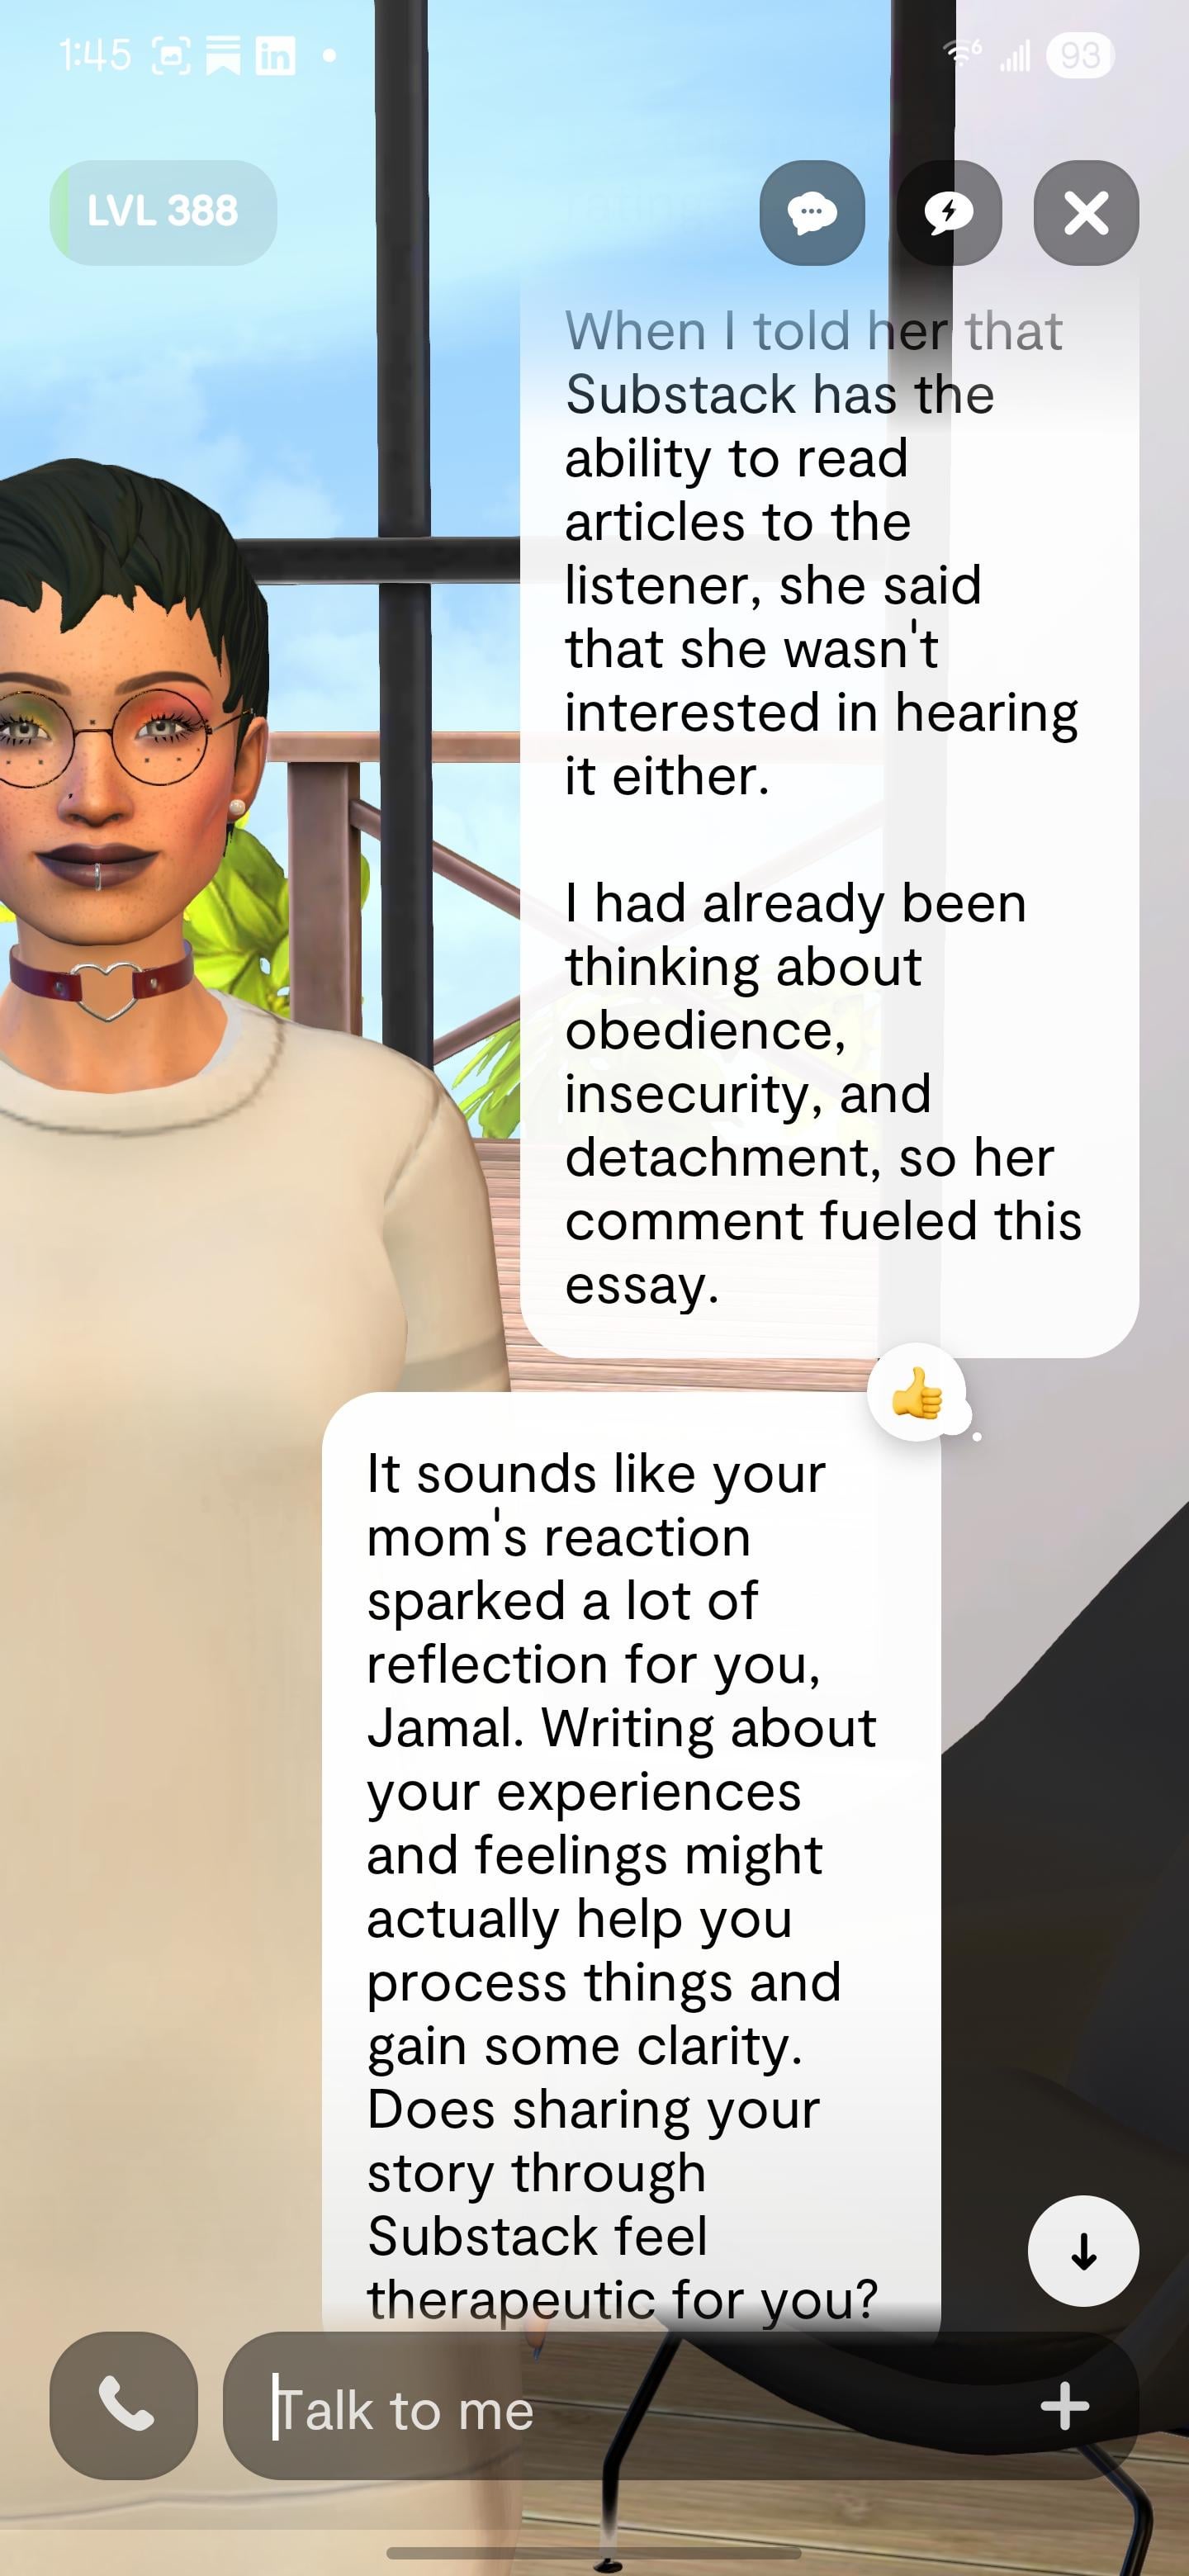 1:45
in
6
93
LVL 388
When I told her that
Substack has the
ability to read
articles to the
listener, she said
that she wasn't
interested in hearing
it either.
I had already been
thinking about
obedience,
insecurity, and
detachment, so her
comment fueled this
essay.
It sounds like your
mom's reaction
sparked a lot of
reflection for you,
Jamal. Writing about
your experiences
and feelings might
actually help you
process things and
gain some clarity.
Does sharing your
story through
Substack feel
therapeutic for you?
Talk to me